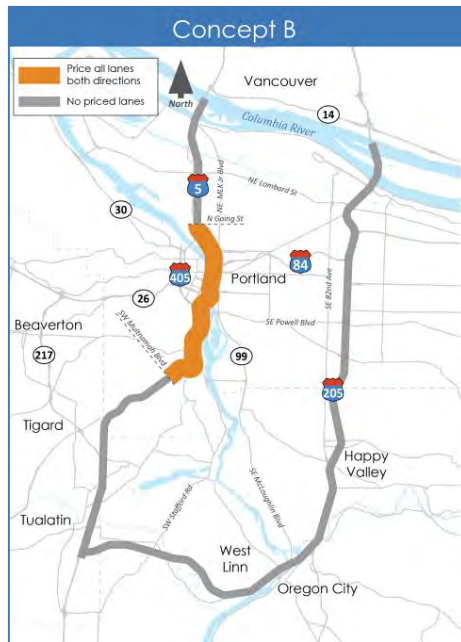 Concept B
Price all lanes
both directions
No priced lanes
North
Vancouver
14
Columbia River
5
NE MLK Jr Blvd
NE Lombard St
30
N Going St
405
84
Portland
26
SE 82nd Ave
Beaverton
SW Multnomah Blvd
SE Powell Blvd
217
99
205
Tigard
Happy
Valley
SE McLoughlin Blvd
SW Stafford Rd
Tualatin
West
Linn
Oregon City